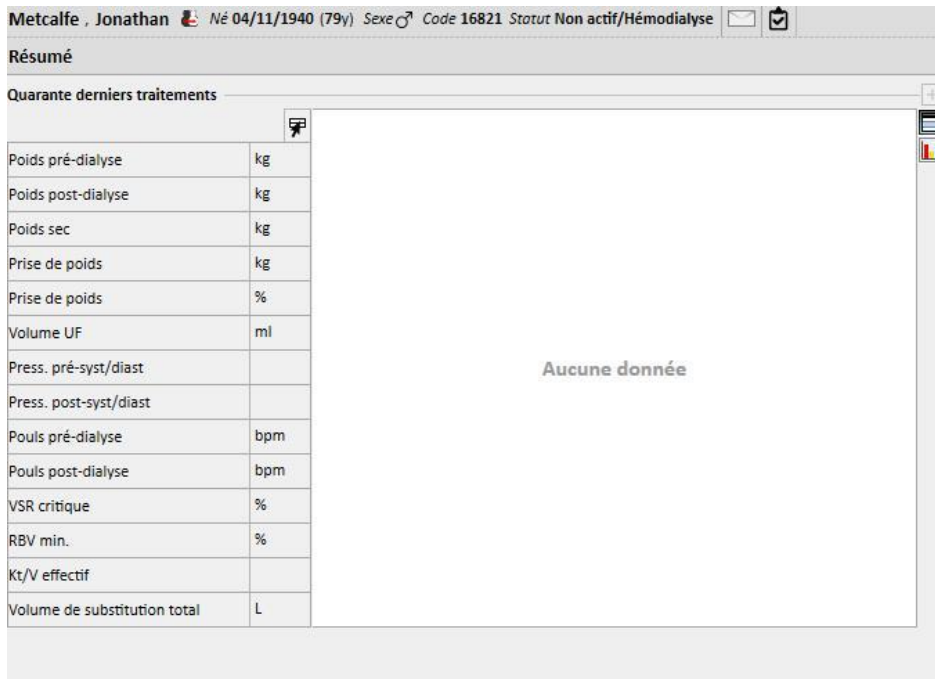 Metcalfe , Jonathan Né 04/11/1940 (79y) Sexe Code 16821 Statut Non actif/Hémodialyse
Résumé
Quarante derniers traitements
Poids pré-dialyse kg
Poids post-dialyse kg
Poids sec kg
Prise de poids kg
Prise de poids %
Volume UF ml
Press. pré-syst/diast
Aucune donnée
Press. post-syst/diast
Pouls pré-dialyse bpm
Pouls post-dialyse bpm
VSR critique %
RBV min. %
Kt/V effectif
Volume de substitution total L